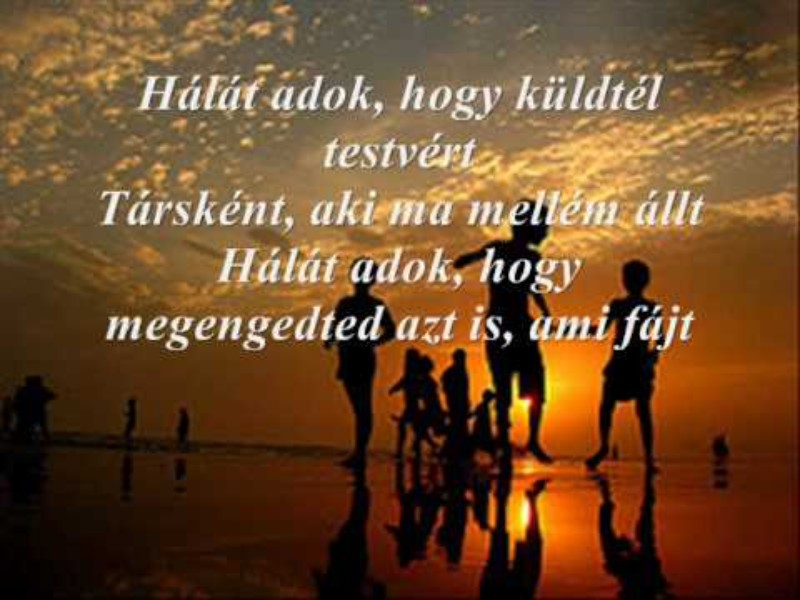 Hálát adok, hogy küldtél
testvért
Társként, aki ma mellém állt
Hálát adok, hogy
megengedted azt is, ami fájt